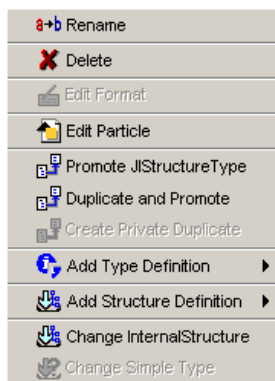 a→b Rename
Delete
Edit Format
Edit Particle
Promote JIStructureType
Duplicate and Promote
Create Private Duplicate
Add Type Definition
Add Structure Definition
Change InternalStructure
Change Simple Type